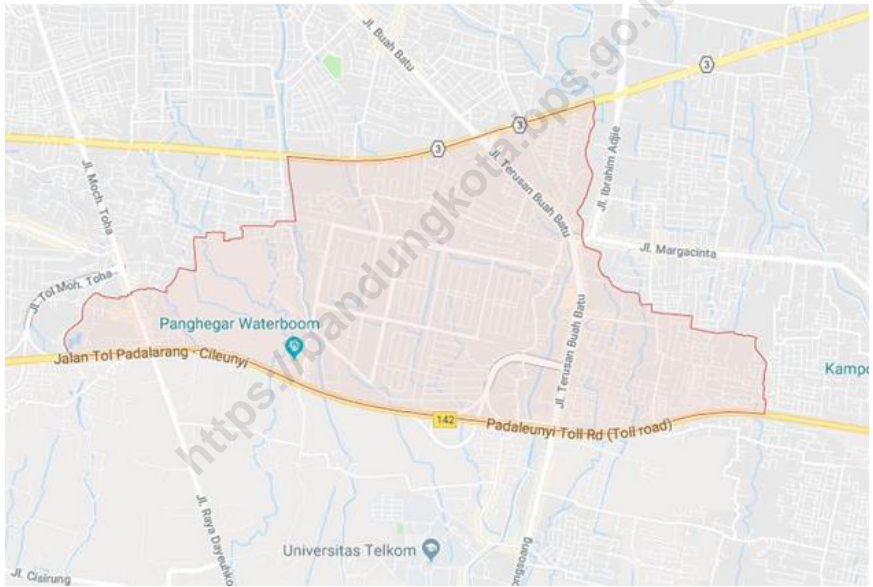 Jl. Buah Batu
3
3
3
Jl. Terusan Buah Batu
Jl. Ibrahim Adjie
Jl. Moch. Toha
Jl. Margacinta
Jl. Tol Moh. Toha
Panghegar Waterboom
Jl. Terusan Buah Batu
Jalan Tol Padalarang - Cileunyi
Kampo
142
Padaleunyi Toll Rd (Toll road)
Jl. Raya Dayeuhko
Universitas Telkom
ongsoang
Jl. Cisirung
https://bandungkota.bps.go.id